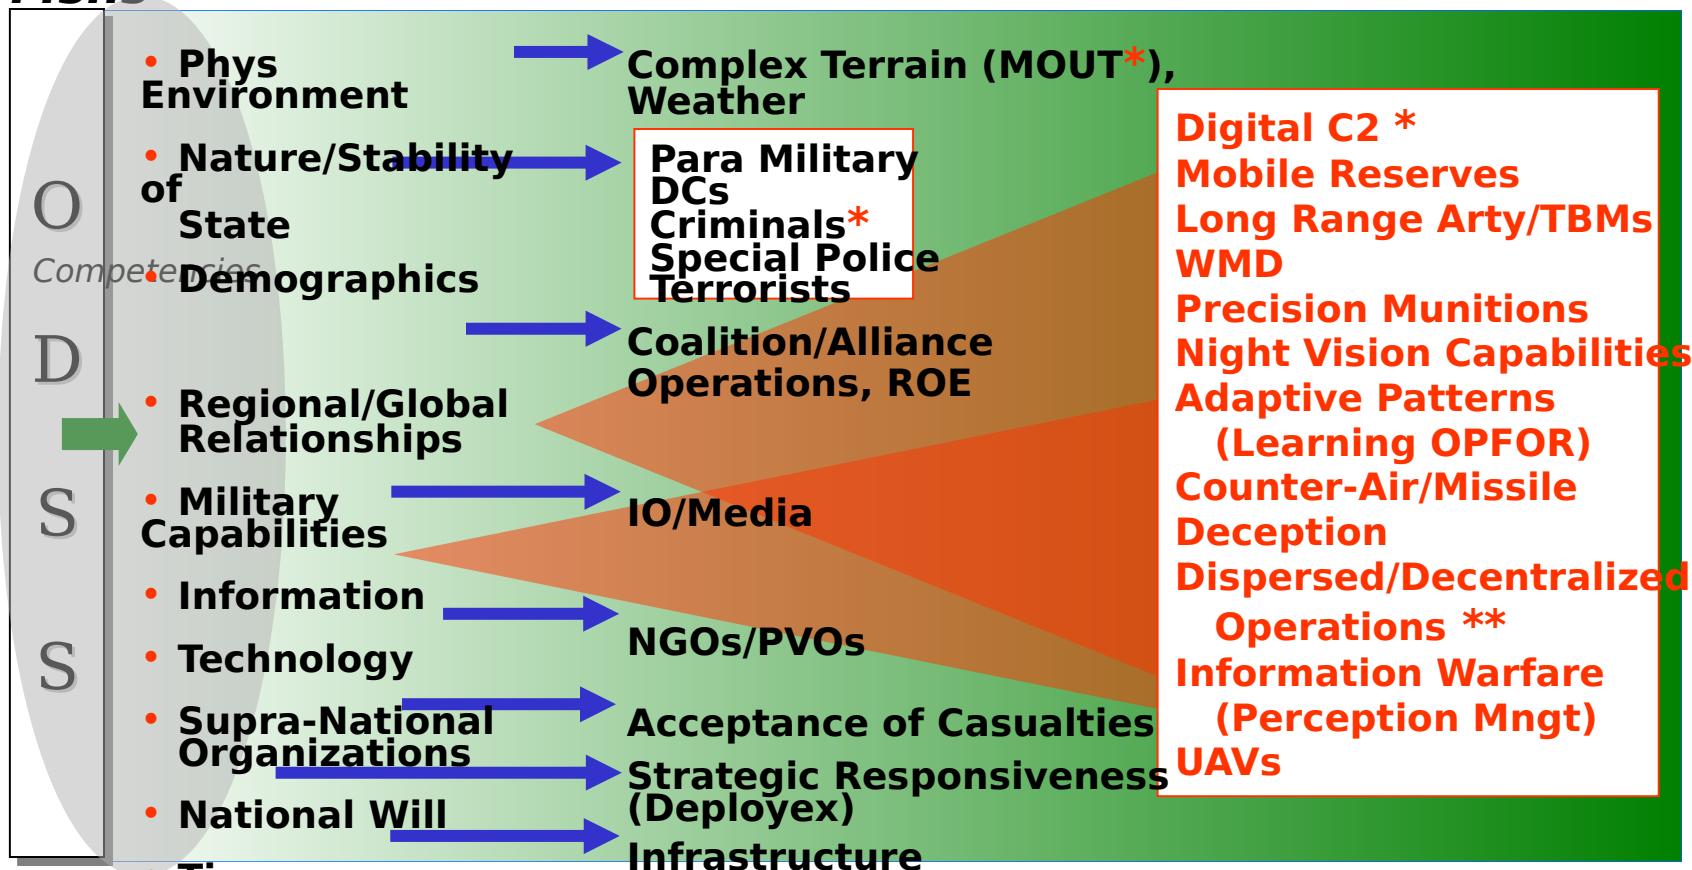 O
Competencies
D
S
S
• Phys
Environment
• Nature/Stability
of
State
• Demographics
• Regional/Global
Relationships
• Military
Capabilities
• Information
• Technology
• Supra-National
Organizations
• National Will
Complex Terrain (MOUT*),
Weather
Para Military
DCs
Criminals*
Special Police
Terrorists
Coalition/Alliance
Operations, ROE
IO/Media
NGOs/PVOs
Acceptance of Casualties
Strategic Responsiveness
(Deployex)
Infrastructure
Digital C2 *
Mobile Reserves
Long Range Arty/TBMs
WMD
Precision Munitions
Night Vision Capabilities
Adaptive Patterns
(Learning OPFOR)
Counter-Air/Missile
Deception
Dispersed/Decentralized
Operations **
Information Warfare
(Perception Mngt)
UAVs